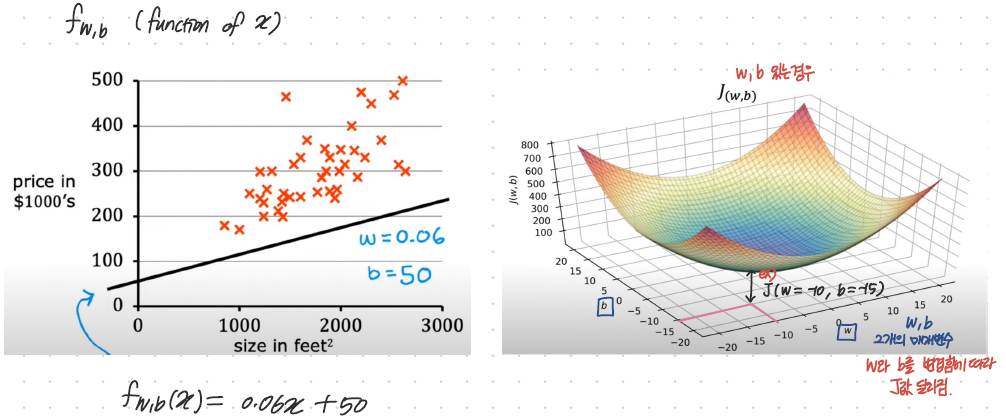 f w,b (function of x)
500
400
300
200
100
0
price in
$1000's
w=0.06
b=50
0 1000 2000 3000
size in feet²
f w,b (x) = 0.06x + 50
w, b 있는경우
J(w,b)
800
700
600
500
400
300
200
100
J(w, b)
20
15
10
5
0
−5
−10
−15
−20
b
−20
−15
−10
−5
0
5
10
15
20
w
ex)
J(w=-10, b=-15)
w, b
2개의 매개변수
w와 b를 변경함에 따라
J값 달라짐.